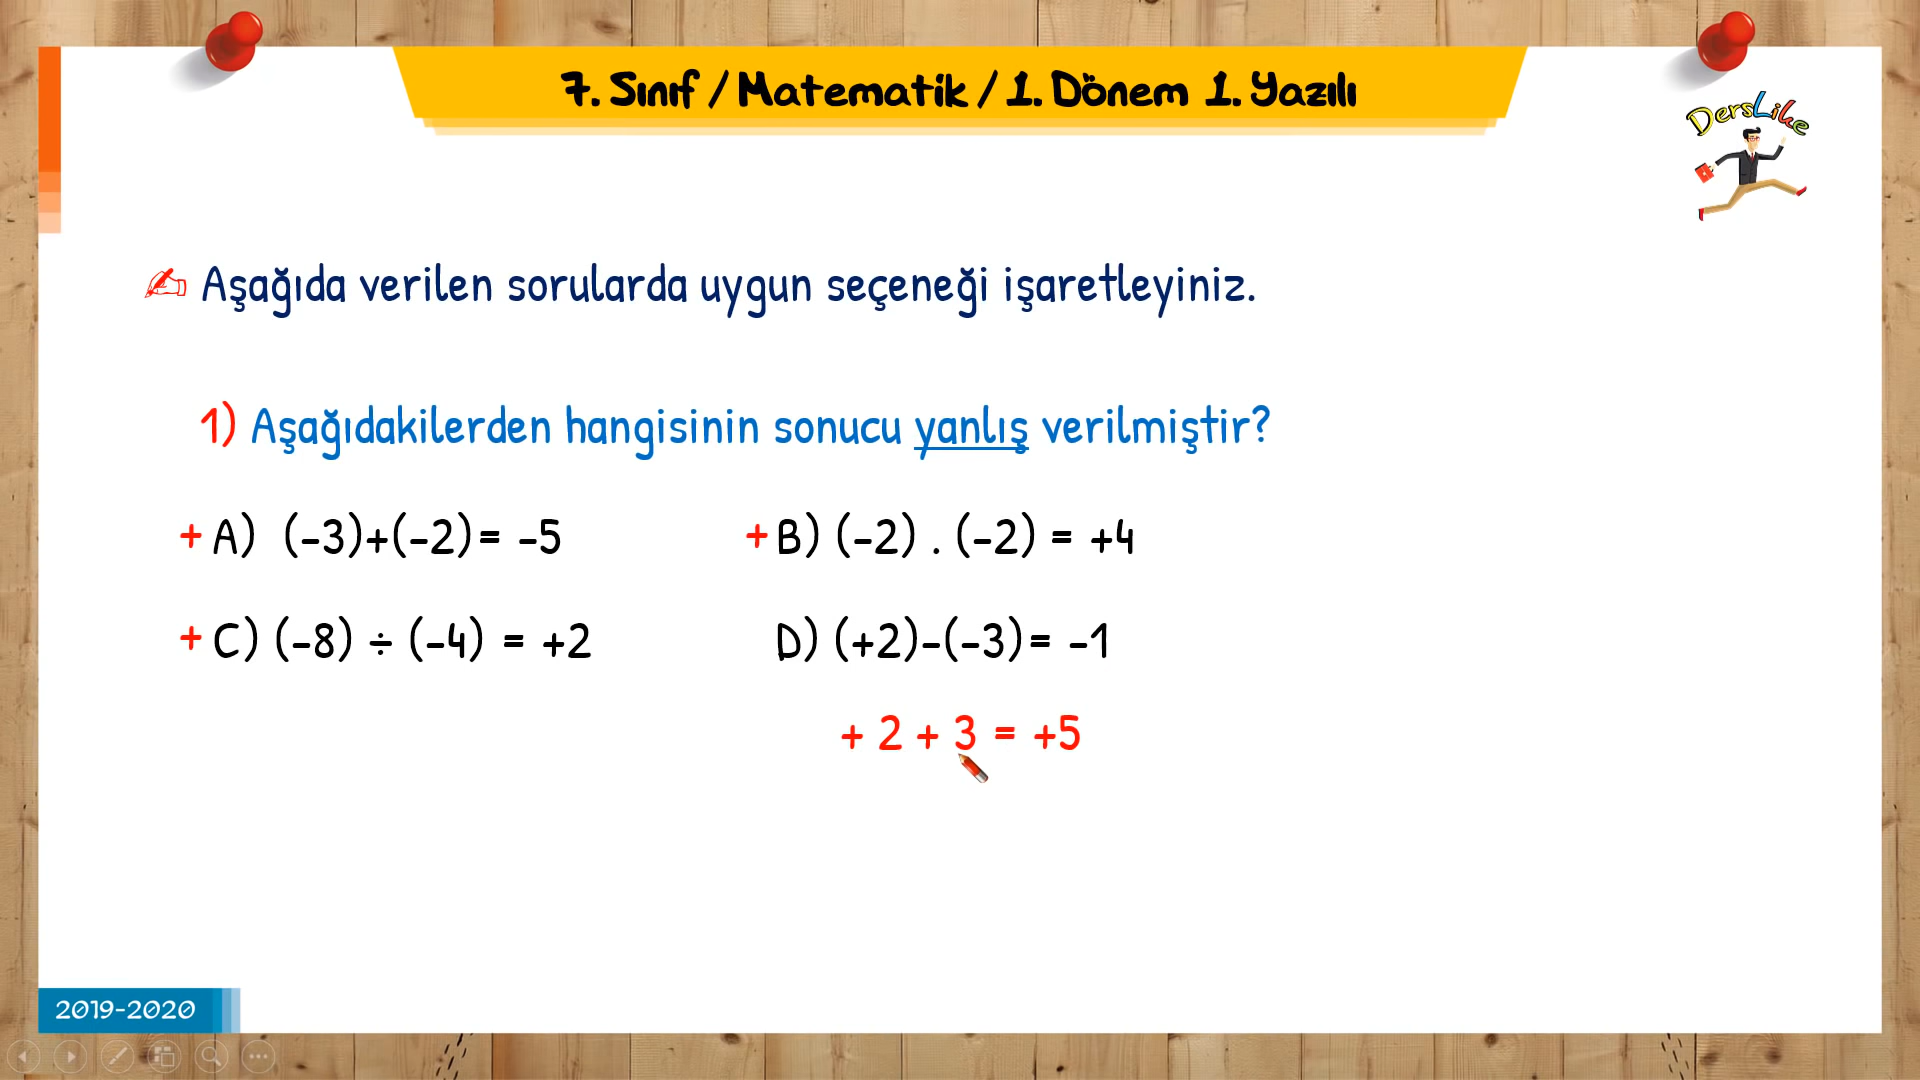 7. Sınıf / Matematik / 1. Dönem 1. Yazılı
DersLike
Aşağıda verilen sorularda uygun seçeneği işaretleyiniz.
1) Aşağıdakilerden hangisinin sonucu yanlış verilmiştir?
+ A) (-3)+(-2)= -5
+ B) (-2) . (-2) = +4
+ C) (-8) ÷ (-4) = +2
D) (+2)-(-3)= -1
+ 2 + 3 = +5
2019-2020